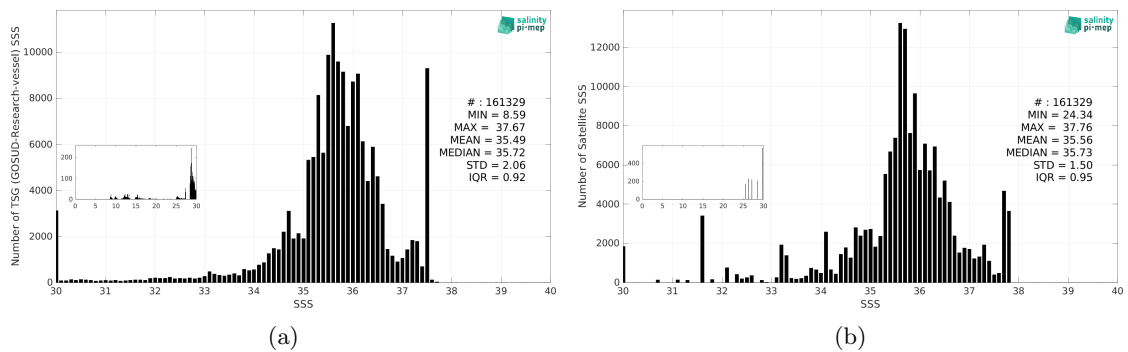 salinity
pi-mep
Number of TSG (GOSUD-Research-vessel) SSS
10000
8000
6000
4000
2000
0
# : 161329
MIN = 8.59
MAX = 37.67
MEAN = 35.49
MEDIAN = 35.72
STD = 2.06
IQR = 0.92
200
100
0
0 5 10 15 20 25 30
30 31 32 33 34 35 36 37 38 39 40
SSS
(a)
salinity
pi-mep
Number of Satellite SSS
12000
10000
8000
6000
4000
2000
0
# : 161329
MIN = 24.34
MAX = 37.76
MEAN = 35.56
MEDIAN = 35.73
STD = 1.50
IQR = 0.95
400
200
0
0 5 10 15 20 25 30
30 31 32 33 34 35 36 37 38 39 40
SSS
(b)